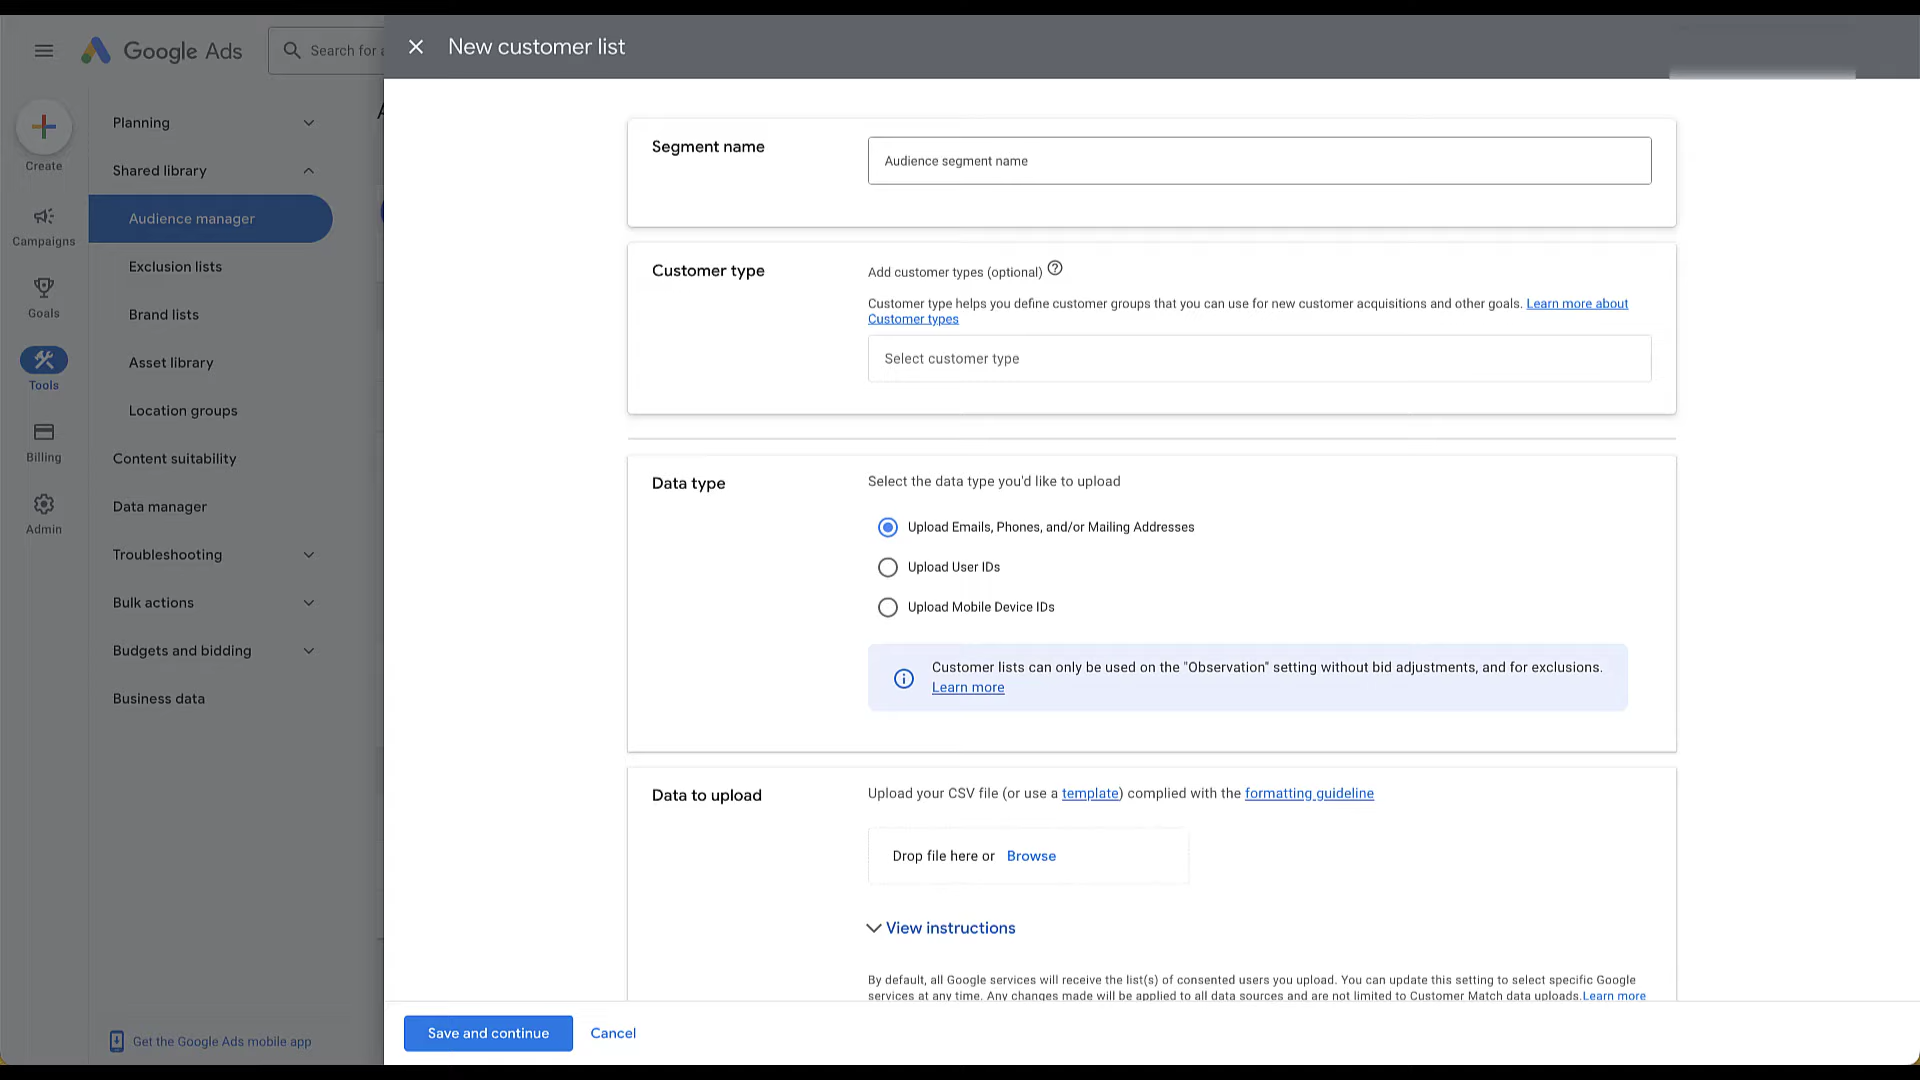 Google Ads
Search for a
New customer list
Create
Campaigns
Goals
Tools
Billing
Admin
Planning
Shared library
Audience manager
Exclusion lists
Brand lists
Asset library
Location groups
Content suitability
Data manager
Troubleshooting
Bulk actions
Budgets and bidding
Business data
Get the Google Ads mobile app
Segment name
Audience segment name
Customer type
Add customer types (optional)
Customer type helps you define customer groups that you can use for new customer acquisitions and other goals. Learn more about
Customer types
Select customer type
Data type
Select the data type you'd like to upload
Upload Emails, Phones, and/or Mailing Addresses
Upload User IDs
Upload Mobile Device IDs
Customer lists can only be used on the "Observation" setting without bid adjustments, and for exclusions.
Learn more
Data to upload
Upload your CSV file (or use a template) complied with the formatting guideline
Drop file here or Browse
View instructions
By default, all Google services will receive the list(s) of consented users you upload. You can update this setting to select specific Google
services at any time. Any changes made will be applied to all data sources and are not limited to Customer Match data uploads.Learn more
Save and continue
Cancel